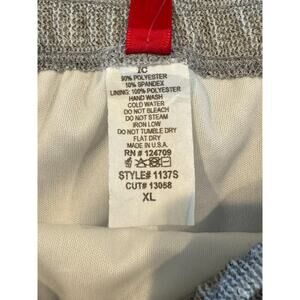 IC
90% POLYESTER
10% SPANDEX
LINING: 100% POLYESTER
HAND WASH
COLD WATER
DO NOT BLEACH
DO NOT STEAM
IRON LOW
DO NOT TUMBLE DRY
FLAT DRY
MADE IN U.S.A.
RN # 124709
STYLE# 1137S
CUT# 13058
XL